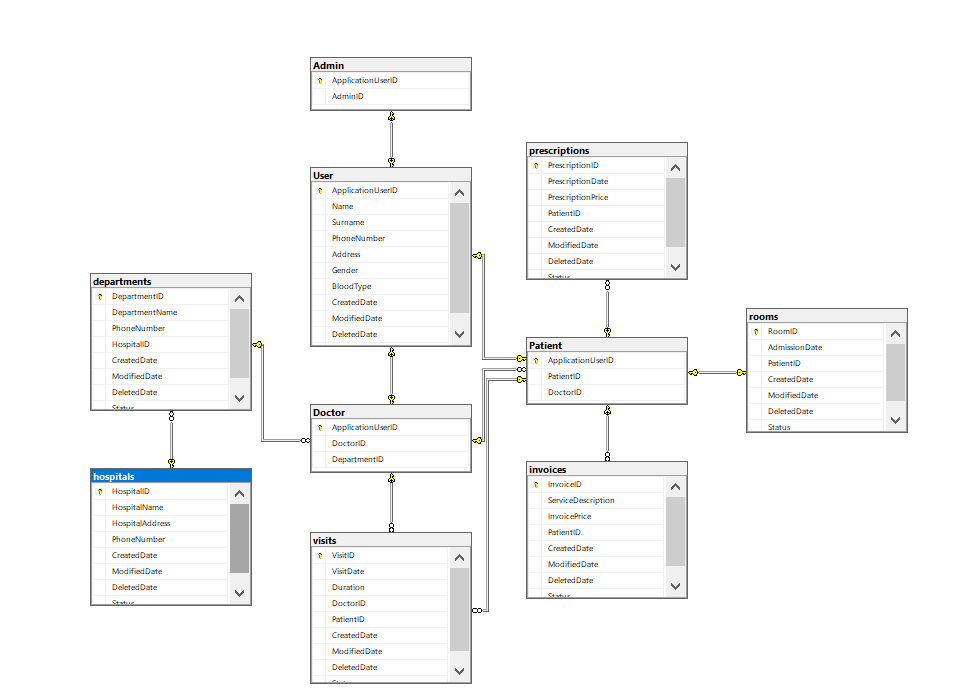 Admin
ApplicationUserID
AdminID
User
ApplicationUserID
Name
Surname
PhoneNumber
Address
Gender
BloodType
CreatedDate
ModifiedDate
DeletedDate
prescriptions
PrescriptionID
PrescriptionDate
PrescriptionPrice
PatientID
CreatedDate
ModifiedDate
DeletedDate
Status
departments
DepartmentID
DepartmentName
PhoneNumber
HospitalID
CreatedDate
ModifiedDate
DeletedDate
Status
rooms
RoomID
AdmissionDate
PatientID
CreatedDate
ModifiedDate
DeletedDate
Status
Patient
ApplicationUserID
PatientID
DoctorID
Doctor
ApplicationUserID
DoctorID
DepartmentID
hospitals
HospitalID
HospitalName
HospitalAddress
PhoneNumber
CreatedDate
ModifiedDate
DeletedDate
Status
invoices
InvoiceID
ServiceDescription
InvoicePrice
PatientID
CreatedDate
ModifiedDate
DeletedDate
Status
visits
VisitID
VisitDate
Duration
DoctorID
PatientID
CreatedDate
ModifiedDate
DeletedDate